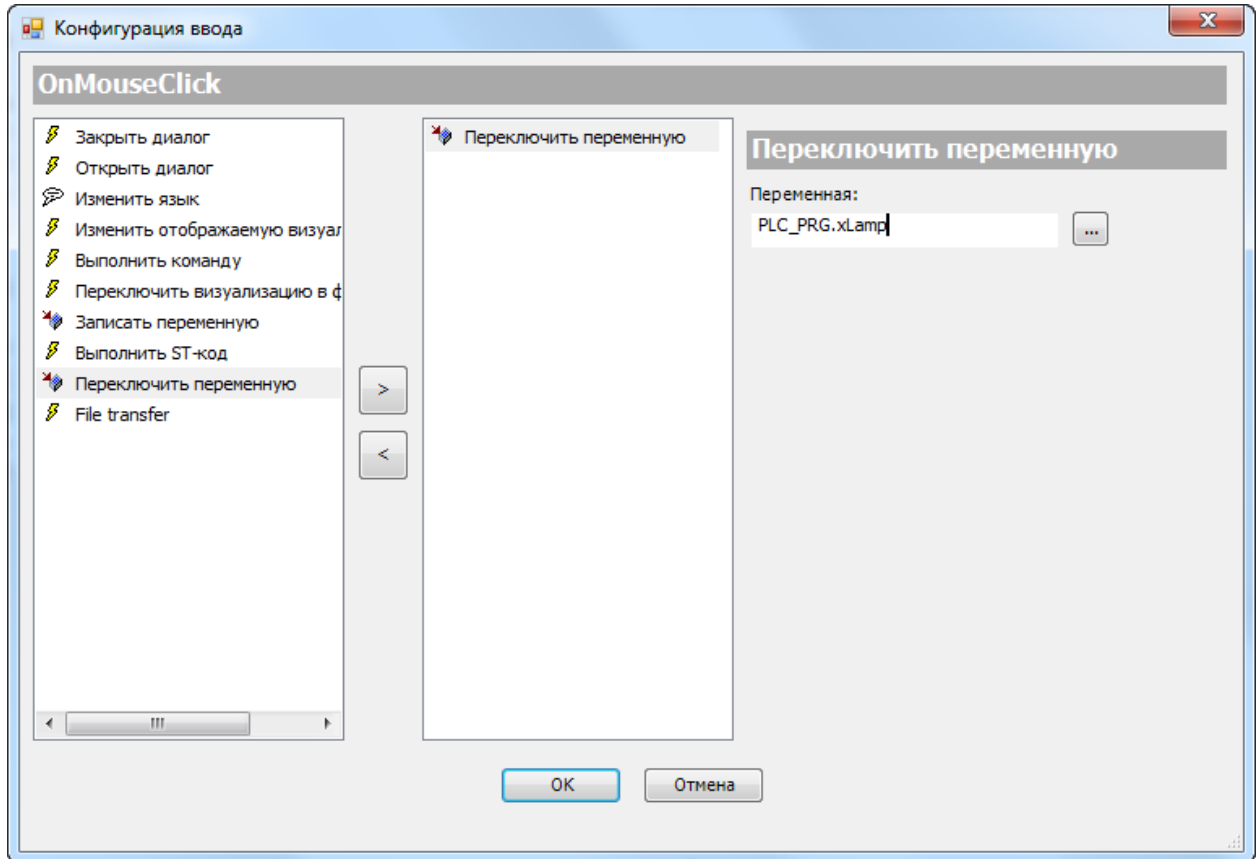 Конфигурация ввода
OnMouseClick
Закрыть диалог
Открыть диалог
Изменить язык
Изменить отображаемую визуал
Выполнить команду
Переключить визуализацию в ф
Записать переменную
Выполнить ST-код
Переключить переменную
File transfer
>
<
Переключить переменную
Переключить переменную
Переменная:
PLC_PRG.xLamp
...
OK
Отмена